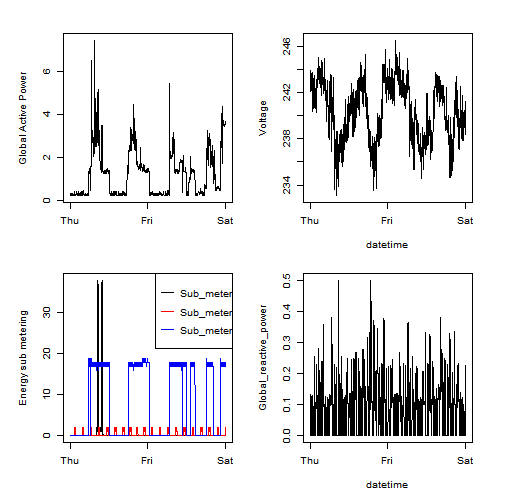 Global Active Power
6
4
2
0
Thu
Fri
Sat
Voltage
246
242
238
234
Thu
Fri
Sat
datetime
Energy sub metering
30
20
10
0
Sub_meter
Sub_meter
Sub_meter
Thu
Fri
Sat
Global_reactive_power
0.5
0.4
0.3
0.2
0.1
0.0
Thu
Fri
Sat
datetime